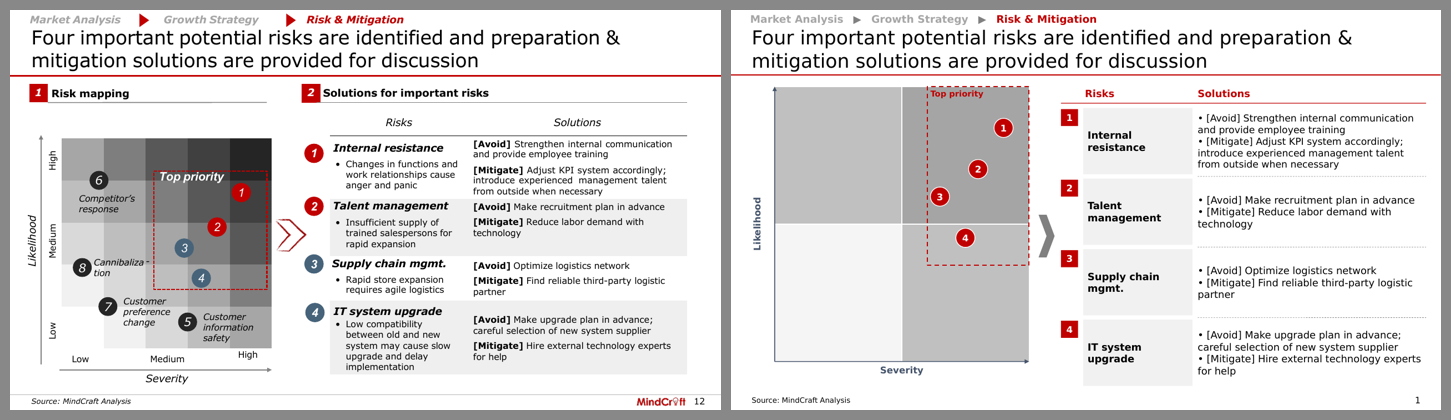 Market Analysis Growth Strategy Risk & Mitigation
Four important potential risks are identified and preparation &
mitigation solutions are provided for discussion
1 Risk mapping
High
Medium
Low
Likelihood
Top priority
6
Competitor's
response
1
2
3
4
8 Cannibaliza-
tion
7 Customer
preference
change
5 Customer
information
safety
Low Medium High
Severity
2 Solutions for important risks
Risks Solutions
1 Internal resistance
• Changes in functions and
work relationships cause
anger and panic
[Avoid] Strengthen internal communication
and provide employee training
[Mitigate] Adjust KPI system accordingly;
introduce experienced management talent
from outside when necessary
2 Talent management
• Insufficient supply of
trained salespersons for
rapid expansion
[Avoid] Make recruitment plan in advance
[Mitigate] Reduce labor demand with
technology
3 Supply chain mgmt.
• Rapid store expansion
requires agile logistics
[Avoid] Optimize logistics network
[Mitigate] Find reliable third-party logistic
partner
4 IT system upgrade
• Low compatibility
between old and new
system may cause slow
upgrade and delay
implementation
[Avoid] Make upgrade plan in advance;
careful selection of new system supplier
[Mitigate] Hire external technology experts
for help
Source: MindCraft Analysis
MindCraft 12
Market Analysis ▶ Growth Strategy ▶ Risk & Mitigation
Four important potential risks are identified and preparation &
mitigation solutions are provided for discussion
Likelihood
Top priority
1
2
3
4
Severity
Risks Solutions
1
Internal
resistance
• [Avoid] Strengthen internal communication
and provide employee training
• [Mitigate] Adjust KPI system accordingly;
introduce experienced management talent
from outside when necessary
2
Talent
management
• [Avoid] Make recruitment plan in advance
• [Mitigate] Reduce labor demand with
technology
3
Supply chain
mgmt.
• [Avoid] Optimize logistics network
• [Mitigate] Find reliable third-party logistic
partner
4
IT system
upgrade
• [Avoid] Make upgrade plan in advance;
careful selection of new system supplier
• [Mitigate] Hire external technology experts
for help
Source: MindCraft Analysis
1